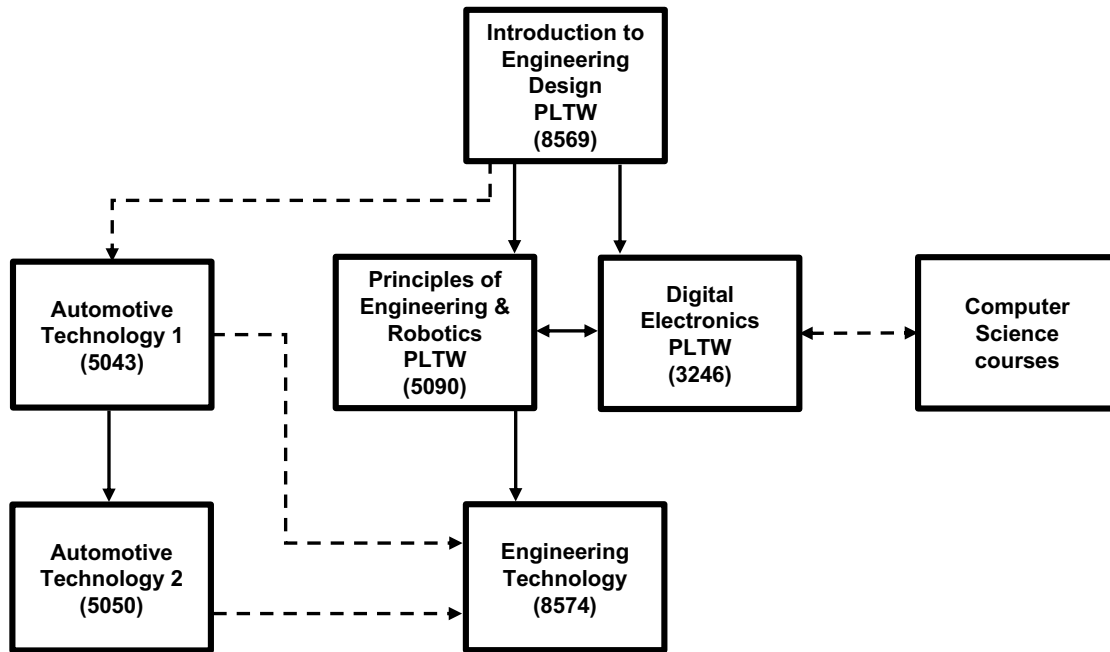 Introduction to
Engineering
Design
PLTW
(8569)
Automotive
Technology 1
(5043)
Principles of
Engineering &
Robotics
PLTW
(5090)
Digital
Electronics
PLTW
(3246)
Computer
Science
courses
Automotive
Technology 2
(5050)
Engineering
Technology
(8574)